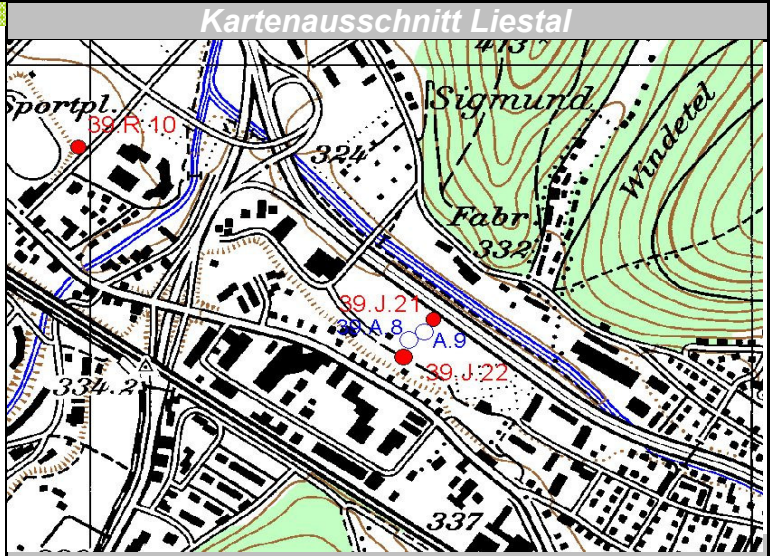 Kartenausschnitt Liestal
413
Sportpl.
Sigmund
39.R.10
Windetel
324
Fabr.
332
39.J.21
39.A.8
A.9
39.J.22
334.2
337